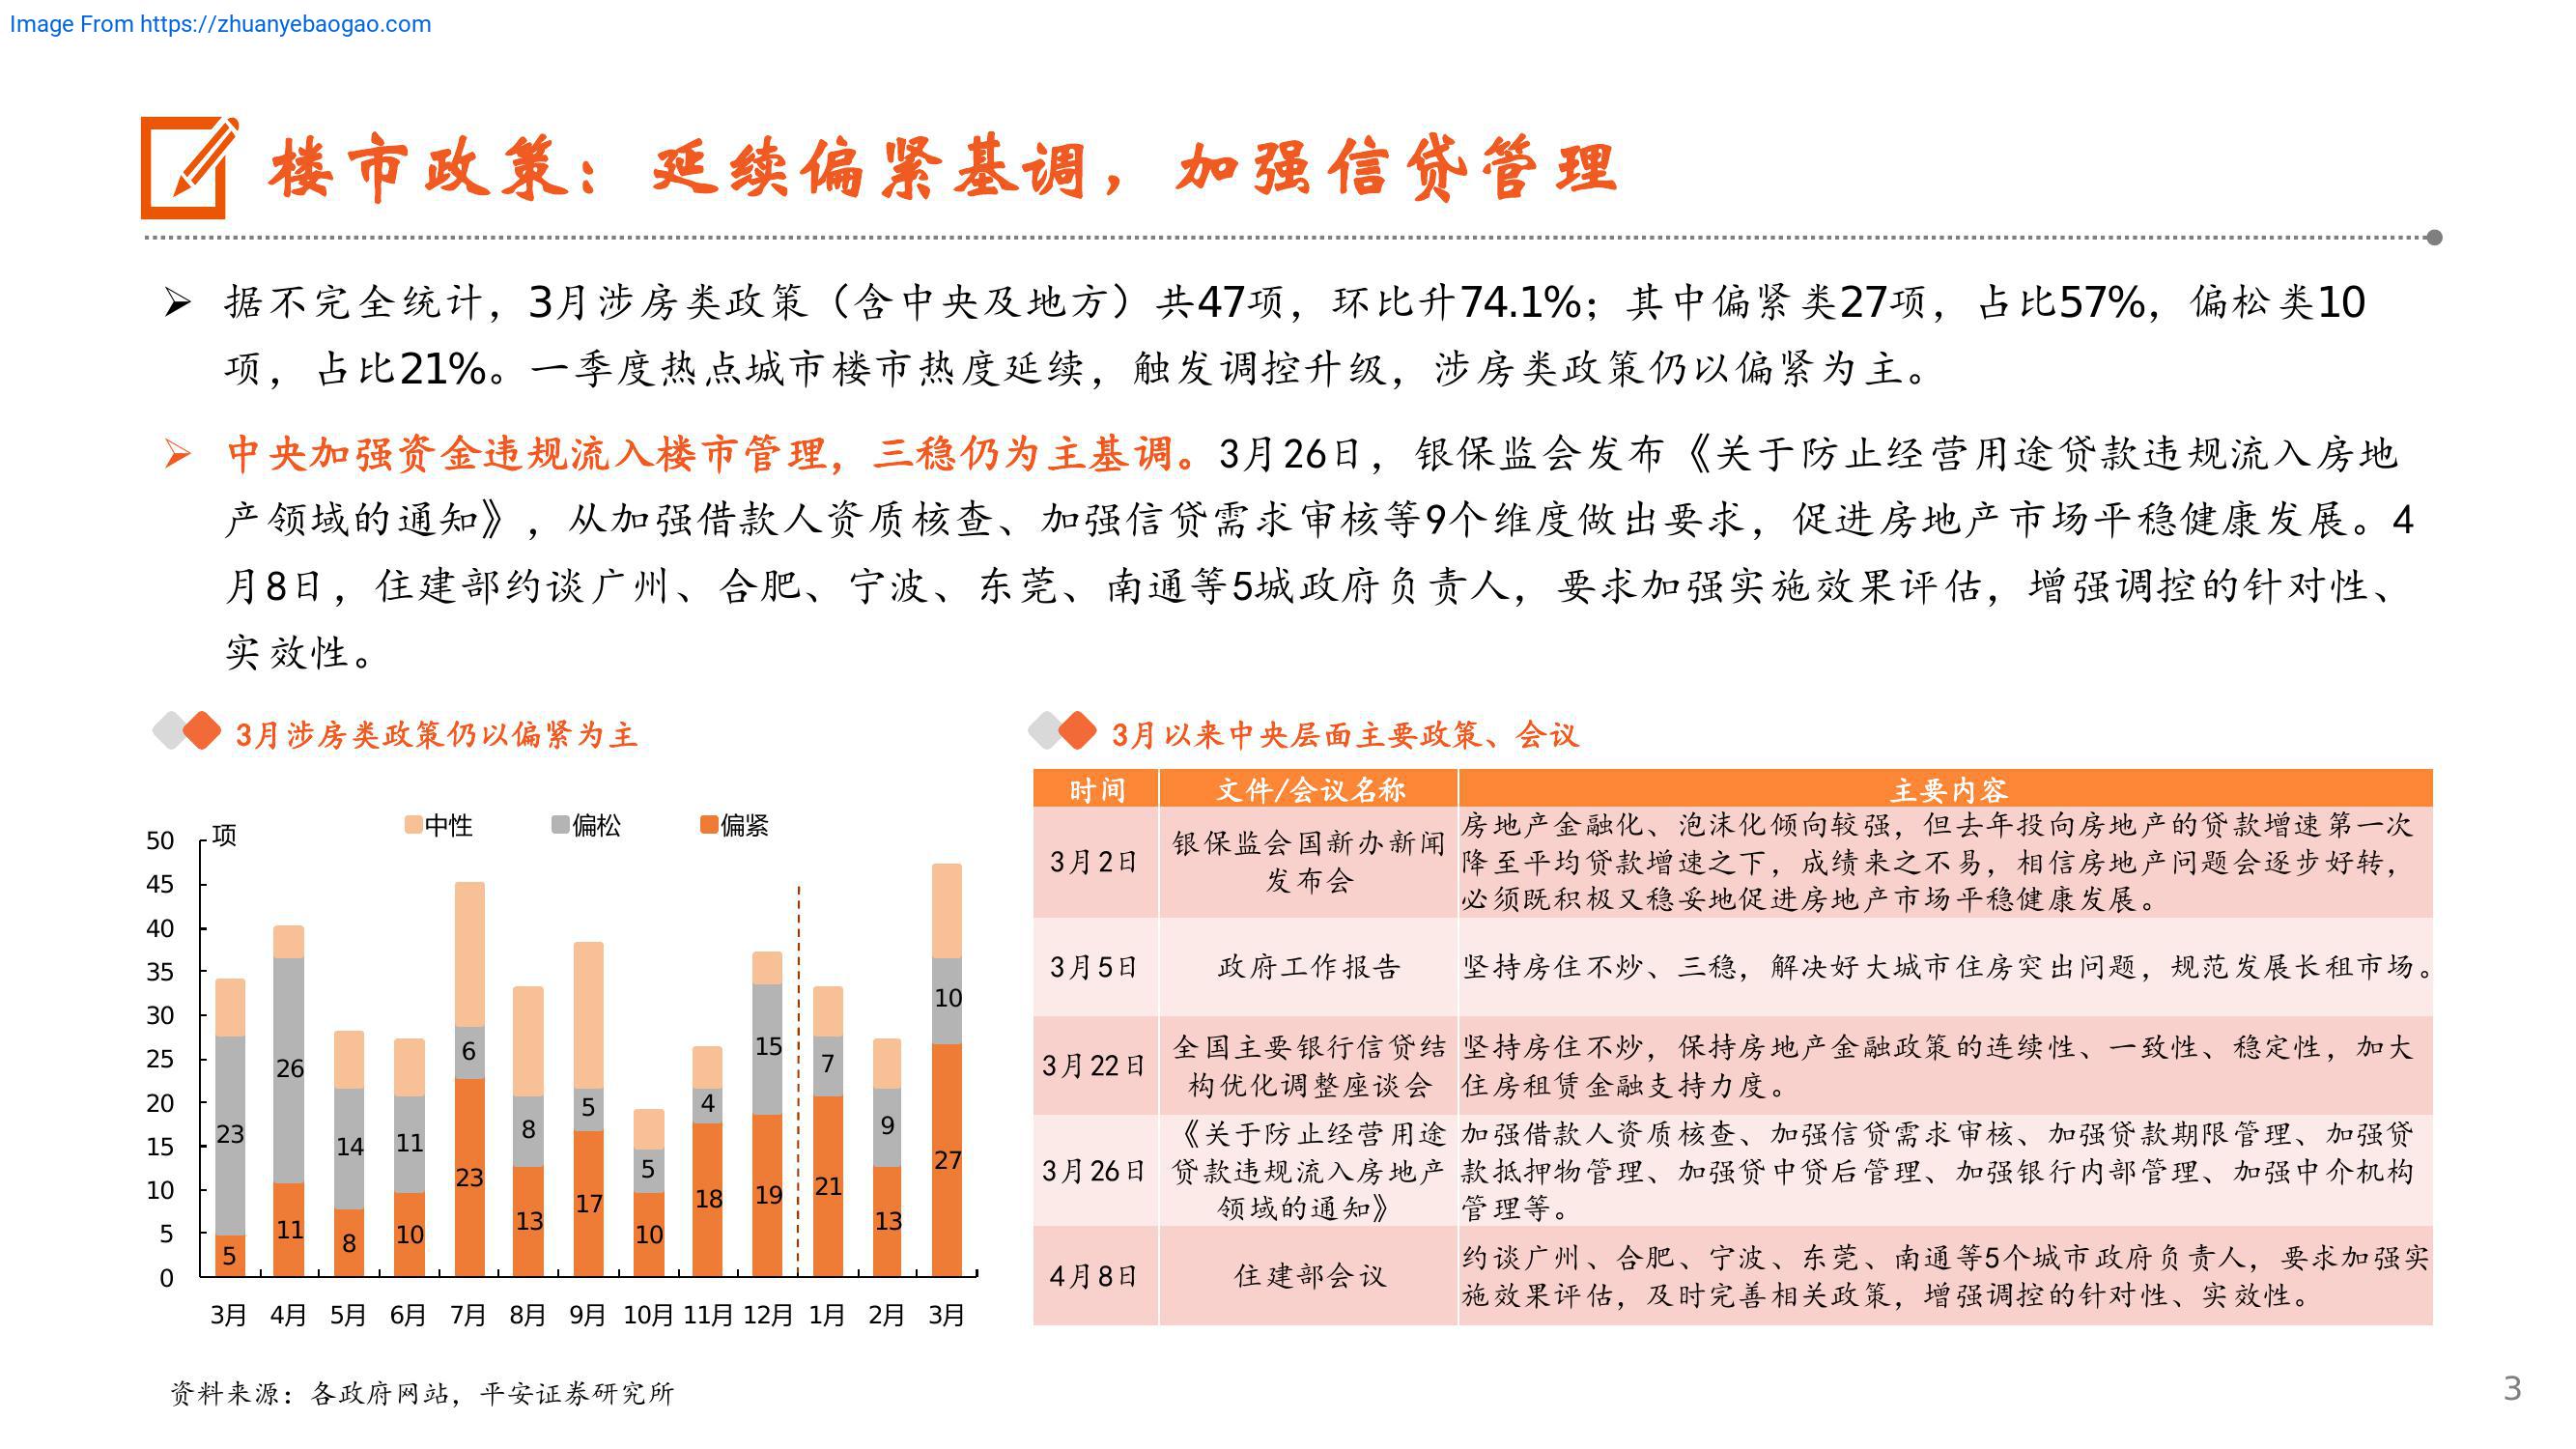 Image From https://zhuanyebaogao.com
楼市政策：延续偏紧基调，加强信贷管理
据不完全统计，3月涉房类政策（含中央及地方）共47项，环比升74.1%；其中偏紧类27项，占比57%，偏松类10
项，占比21%。一季度热点城市楼市热度延续，触发调控升级，涉房类政策仍以偏紧为主。
中央加强资金违规流入楼市管理，三稳仍为主基调。3月26日，银保监会发布《关于防止经营用途贷款违规流入房地
产领域的通知》，从加强借款人资质核查、加强信贷需求审核等9个维度做出要求，促进房地产市场平稳健康发展。4
月8日，住建部约谈广州、合肥、宁波、东莞、南通等5城政府负责人，要求加强实施效果评估，增强调控的针对性、
实效性。
3月涉房类政策仍以偏紧为主
项
中性 偏松 偏紧
50
45
40
35
30
25
20
15
10
5
0
5 11 8 10 23 13 17 10 18 19 21 13 27
23 26 14 11 6 8 5 5 4 15 7 9 10
3月 4月 5月 6月 7月 8月 9月 10月 11月 12月 1月 2月 3月
3月以来中央层面主要政策、会议
时间 文件/会议名称 主要内容
3月2日
银保监会国新办新闻
发布会
房地产金融化、泡沫化倾向较强，但去年投向房地产的贷款增速第一次
降至平均贷款增速之下，成绩来之不易，相信房地产问题会逐步好转，
必须既积极又稳妥地促进房地产市场平稳健康发展。
3月5日
政府工作报告
坚持房住不炒、三稳，解决好大城市住房突出问题，规范发展长租市场。
3月22日
全国主要银行信贷结
构优化调整座谈会
坚持房住不炒，保持房地产金融政策的连续性、一致性、稳定性，加大
住房租赁金融支持力度。
3月26日
《关于防止经营用途
贷款违规流入房地产
领域的通知》
加强借款人资质核查、加强信贷需求审核、加强贷款期限管理、加强贷
款抵押物管理、加强贷中贷后管理、加强银行内部管理、加强中介机构
管理等。
4月8日
住建部会议
约谈广州、合肥、宁波、东莞、南通等5个城市政府负责人，要求加强实
施效果评估，及时完善相关政策，增强调控的针对性、实效性。
资料来源：各政府网站，平安证券研究所
3